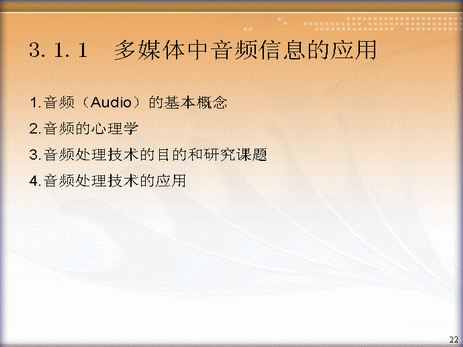 3.1.1 多媒体中音频信息的应用
1.音频（Audio）的基本概念
2.音频的心理学
3.音频处理技术的目的和研究课题
4.音频处理技术的应用
22